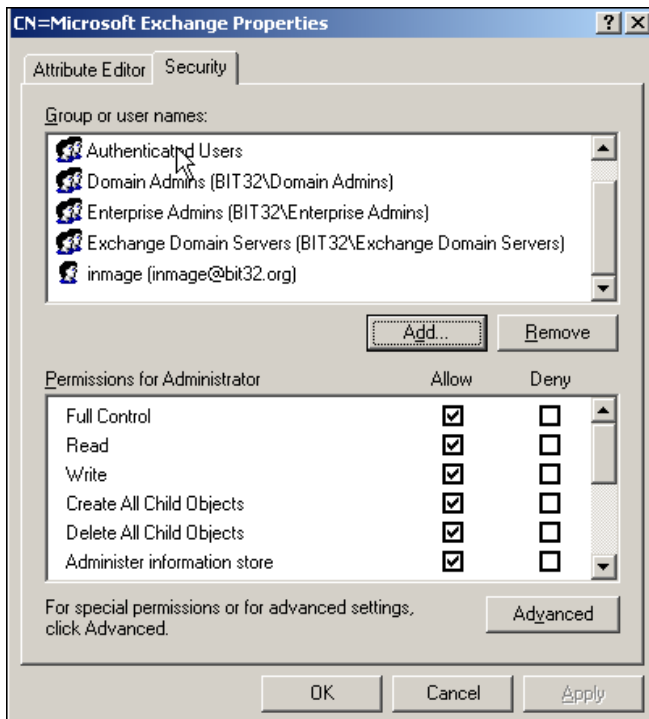 CN=Microsoft Exchange Properties
Attribute Editor Security
Group or user names:
Authenticated Users
Domain Admins (BIT32\Domain Admins)
Enterprise Admins (BIT32\Enterprise Admins)
Exchange Domain Servers (BIT32\Exchange Domain Servers)
inmage (inmage@bit32.org)
Add... Remove
Permissions for Administrator Allow Deny
Full Control
Read
Write
Create All Child Objects
Delete All Child Objects
Administer information store
For special permissions or for advanced settings,
click Advanced.
Advanced
OK Cancel Apply